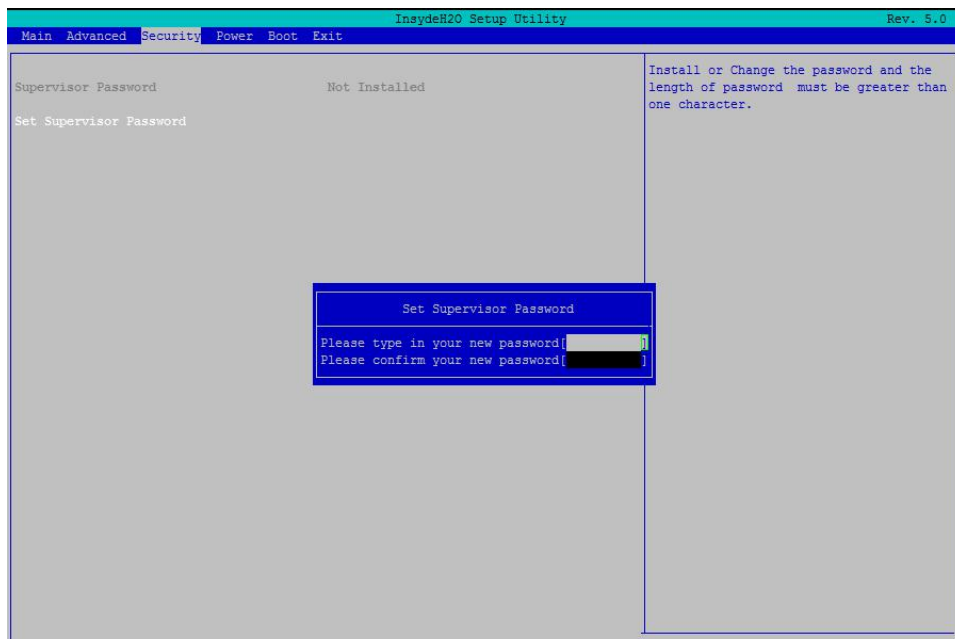 InsydeH20 Setup Utility Rev. 5.0
Main Advanced Security Power Boot Exit
Install or Change the password and the
Supervisor Password Not Installed length of password must be greater than
one character.
Set Supervisor Password
Set Supervisor Password
Please type in your new password[ ]
Please confirm your new password[ ]